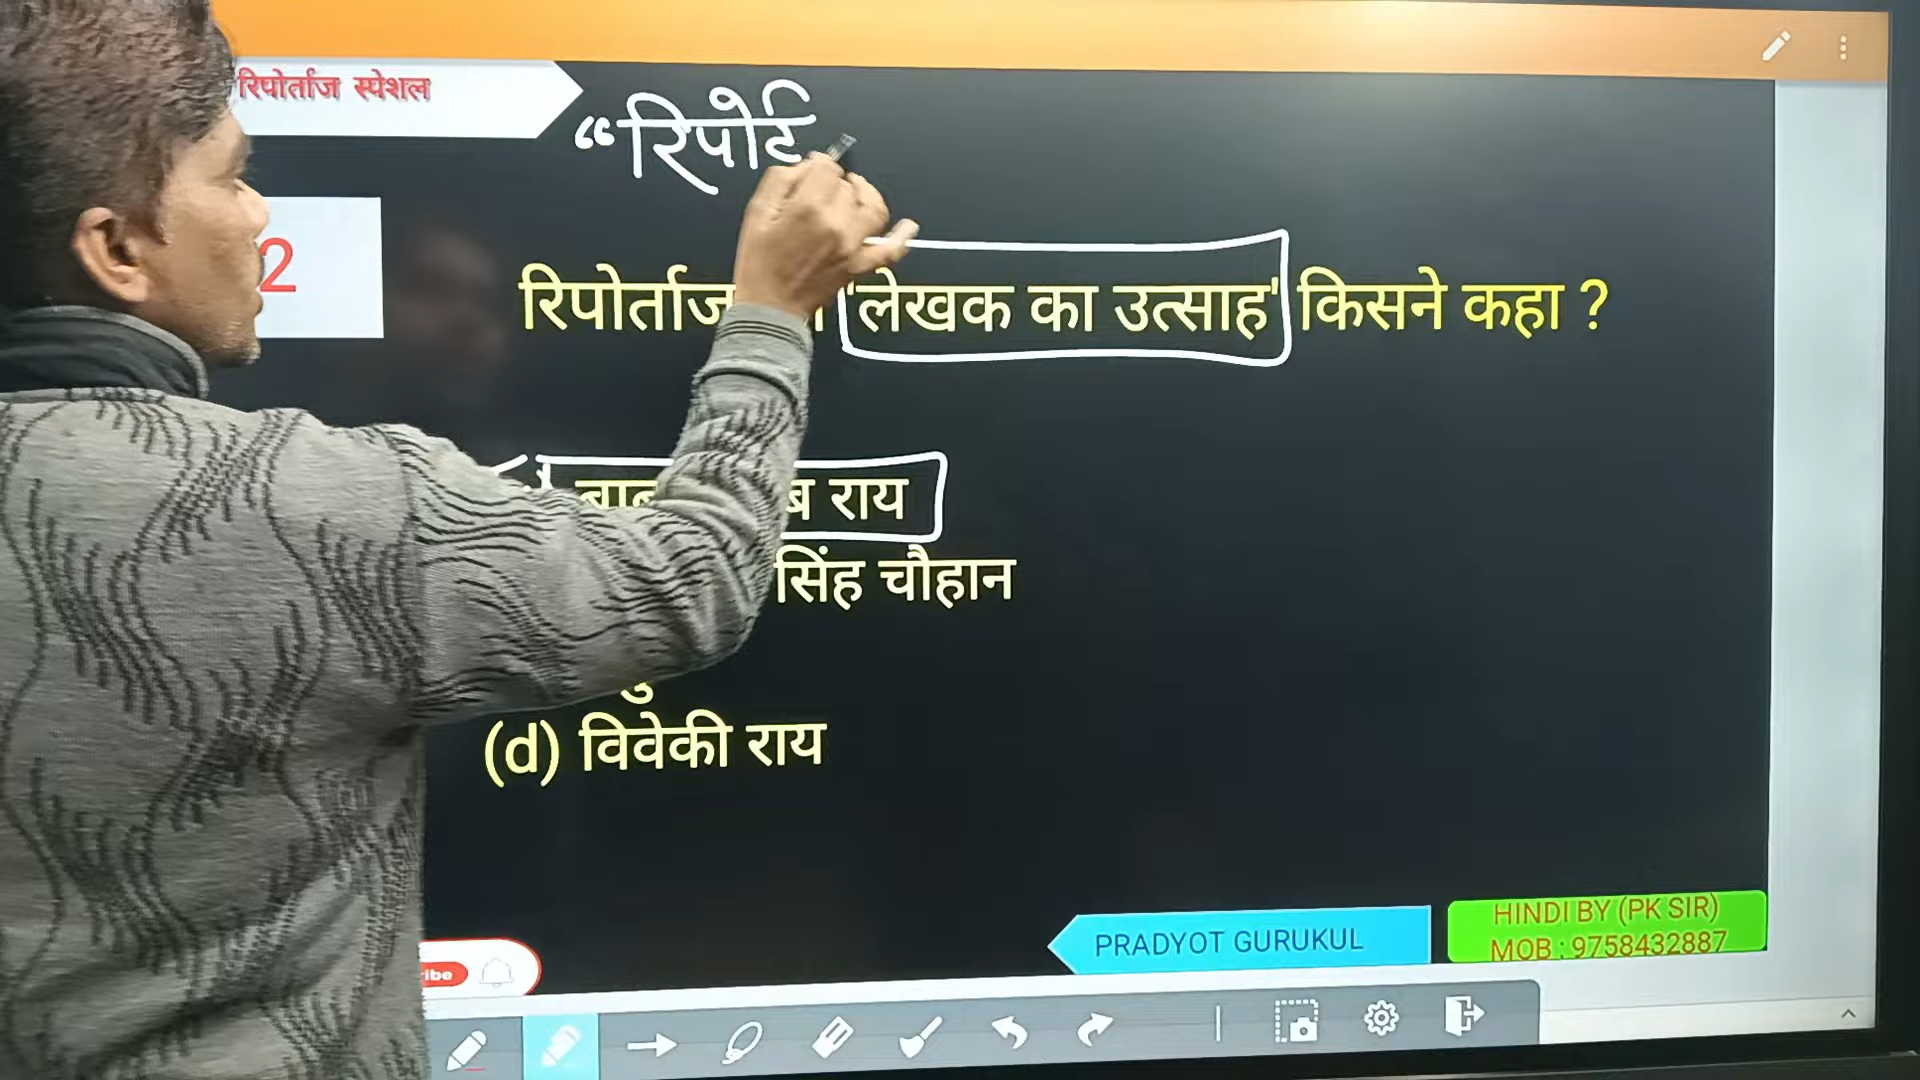 रिपोर्ताज स्पेशल
“रिपोर्ट
2
रिपोर्ताज 'लेखक का उत्साह' किसने कहा ?
राय
सिंह चौहान
(d) विवेकी राय
PRADYOT GURUKUL
HINDI BY (PK SIR)
MOB : 9758432887